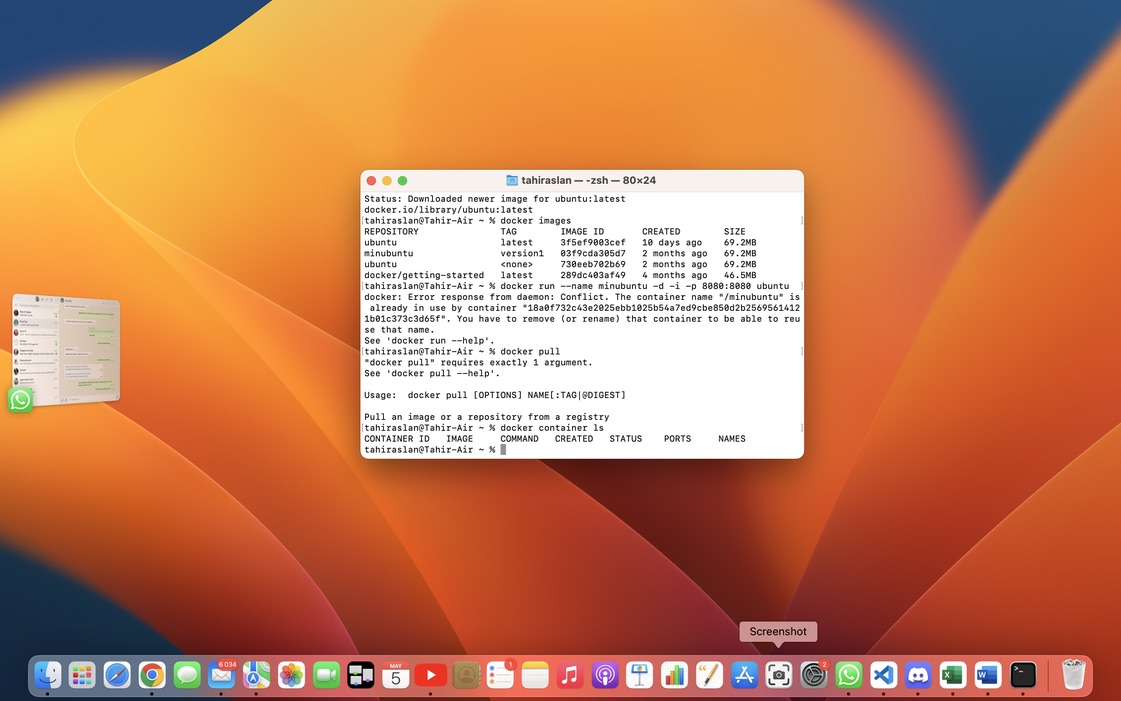 tahiraslan — -zsh — 80×24
Status: Downloaded newer image for ubuntu:latest
docker.io/library/ubuntu:latest
[tahiraslan@Tahir-Air ~ % docker images ]
REPOSITORY TAG IMAGE ID CREATED SIZE
ubuntu latest 3f5ef9003cef 10 days ago 69.2MB
minubuntu version1 03f9cda305d7 2 months ago 69.2MB
ubuntu <none> 730eeb702b69 2 months ago 69.2MB
docker/getting-started latest 289dc403af49 4 months ago 46.5MB
[tahiraslan@Tahir-Air ~ % docker run --name minubuntu -d -i -p 8080:8080 ubuntu ]
docker: Error response from daemon: Conflict. The container name "/minubuntu" is
already in use by container "18a0f732c43e2025ebb1025b54a7ed9cbe850d2b2569561412
1b01c373c3d65f". You have to remove (or rename) that container to be able to reu
se that name.
See 'docker run --help'.
[tahiraslan@Tahir-Air ~ % docker pull ]
"docker pull" requires exactly 1 argument.
See 'docker pull --help'.
Usage: docker pull [OPTIONS] NAME[:TAG|@DIGEST]
Pull an image or a repository from a registry
[tahiraslan@Tahir-Air ~ % docker container ls ]
CONTAINER ID IMAGE COMMAND CREATED STATUS PORTS NAMES
tahiraslan@Tahir-Air ~ %
Screenshot
6 034
MAY
5
1
2
X
W
>_